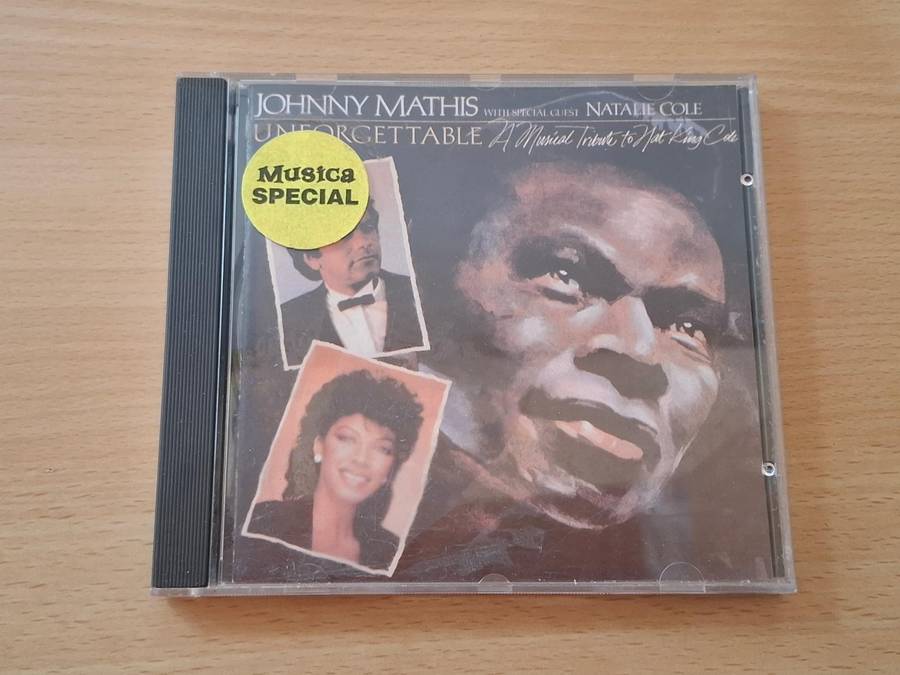 JOHNNY MATHIS WITH SPECIAL GUEST NATALIE COLE
UNFORGETTABLE A Musical Tribute to Nat King Cole
Musica
SPECIAL